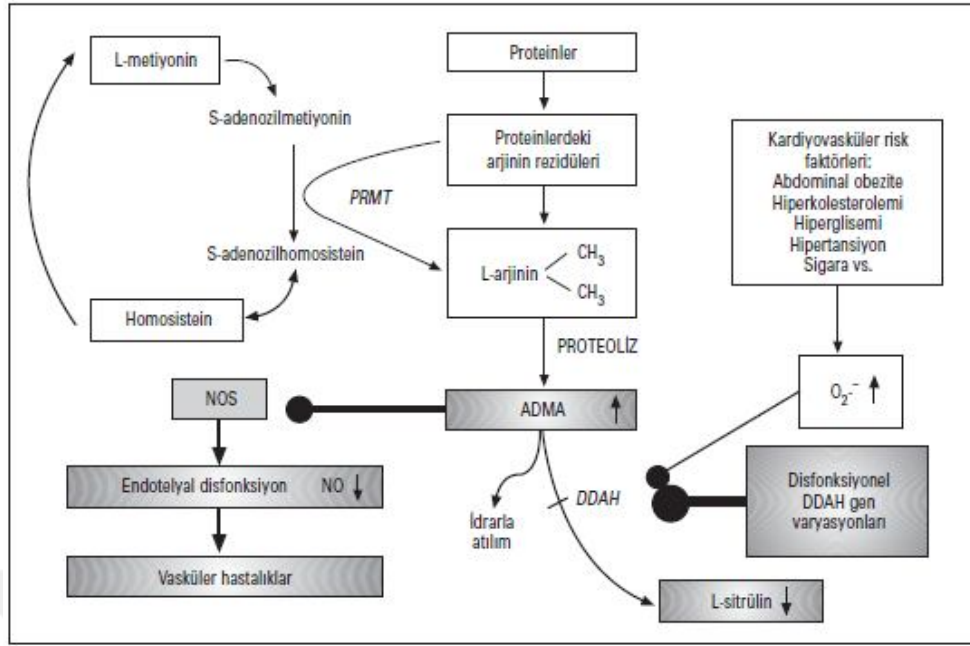 L-metiyonin
S-adenozilmetiyonin
S-adenozilhomosistein
Homosistein
PRMT
Proteinler
Proteinlerdeki
arjinin rezidüleri
L-arjinin
CH3
CH3
PROTEOLİZ
Kardiyovasküler risk
faktörleri:
Abdominal obezite
Hiperkolesterolemi
Hiperglisemi
Hipertansiyon
Sigara vs.
O2·–
NOS
ADMA
Endotelyal disfonksiyon NO
Vasküler hastalıklar
İdrarla
atılım
DDAH
Disfonksiyonel
DDAH gen
varyasyonları
L-sitrülin